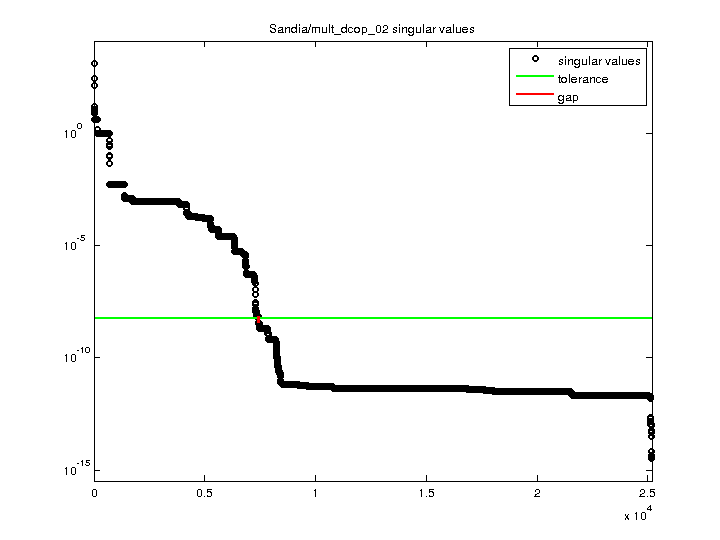 Sandia/mult_dcop_02 singular values
singular values
tolerance
gap
10^0
10^-5
10^-10
10^-15
0 0.5 1 1.5 2 2.5
x 10^4